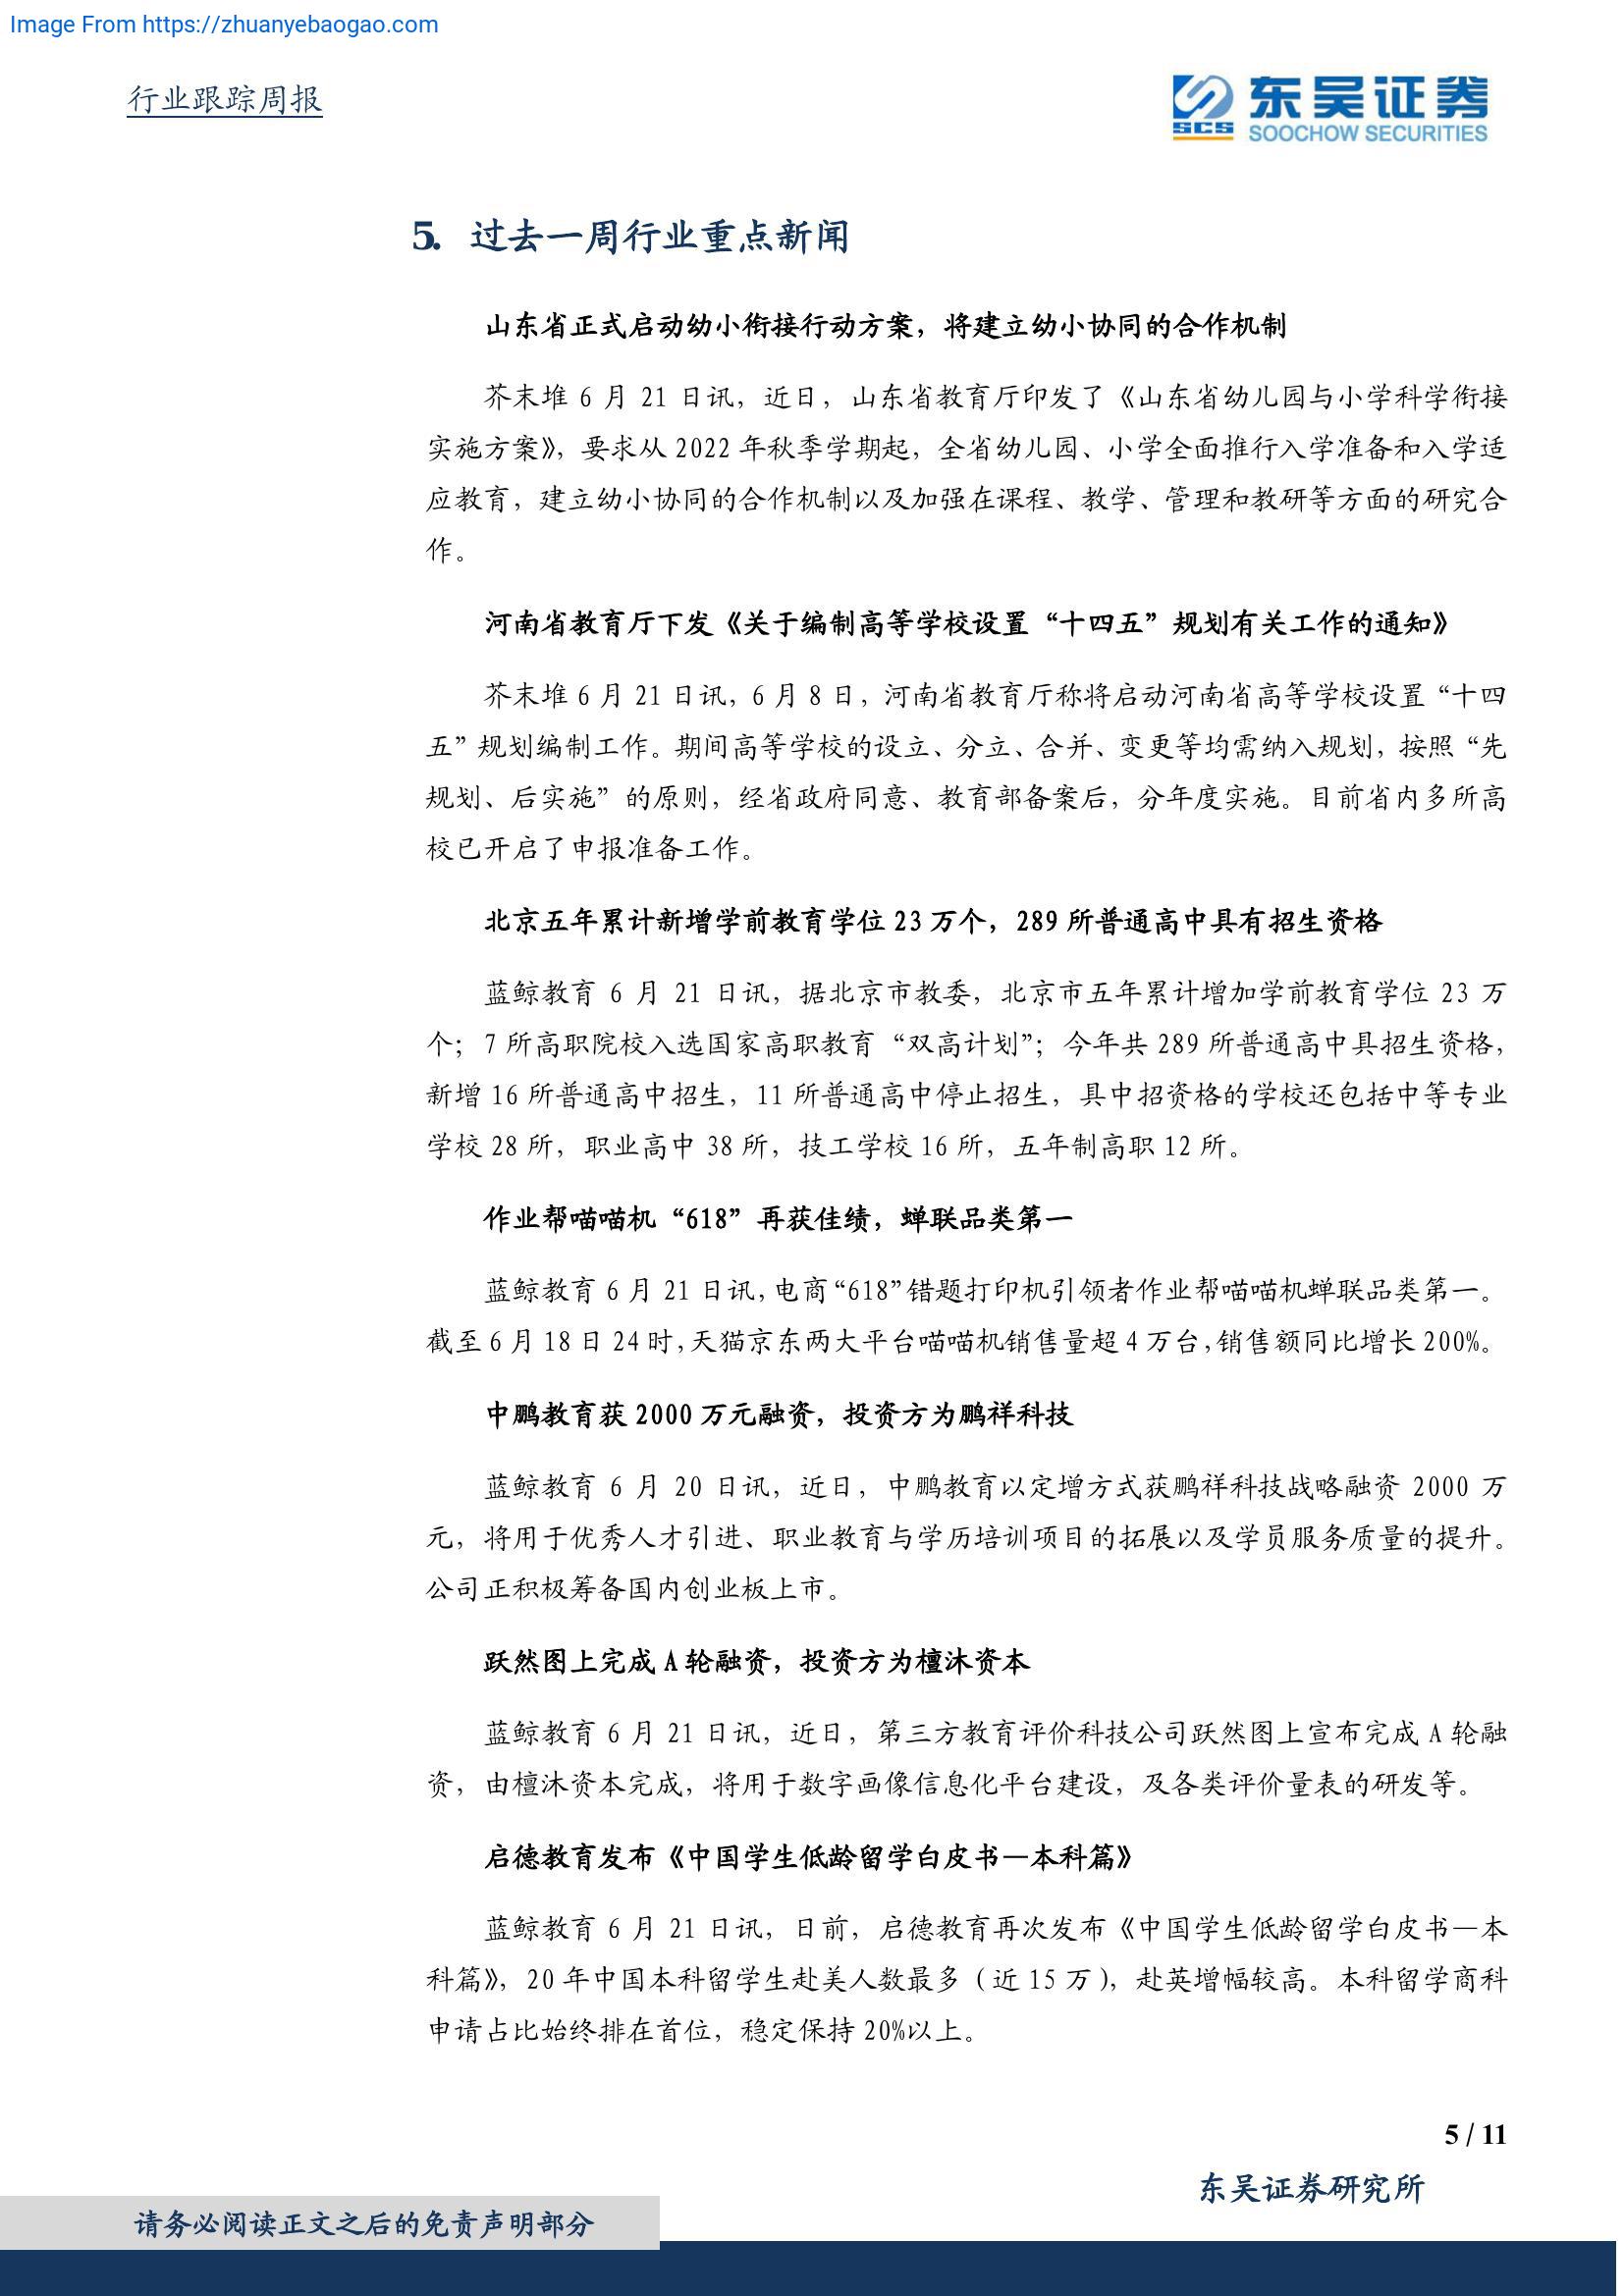 Image From https://zhuanyebaogao.com
行业跟踪周报
东吴证券
SCS
SOOCHOW SECURITIES
5. 过去一周行业重点新闻
山东省正式启动幼小衔接行动方案，将建立幼小协同的合作机制
芥末堆 6 月 21 日讯，近日，山东省教育厅印发了《山东省幼儿园与小学科学衔接
实施方案》，要求从 2022 年秋季学期起，全省幼儿园、小学全面推行入学准备和入学适
应教育，建立幼小协同的合作机制以及加强在课程、教学、管理和教研等方面的研究合
作。
河南省教育厅下发《关于编制高等学校设置“十四五”规划有关工作的通知》
芥末堆 6 月 21 日讯，6 月 8 日，河南省教育厅称将启动河南省高等学校设置“十四
五”规划编制工作。期间高等学校的设立、分立、合并、变更等均需纳入规划，按照“先
规划、后实施”的原则，经省政府同意、教育部备案后，分年度实施。目前省内多所高
校已开启了申报准备工作。
北京五年累计新增学前教育学位 23 万个，289 所普通高中具有招生资格
蓝鲸教育 6 月 21 日讯，据北京市教委，北京市五年累计增加学前教育学位 23 万
个；7 所高职院校入选国家高职教育“双高计划”；今年共 289 所普通高中具招生资格，
新增 16 所普通高中招生，11 所普通高中停止招生，具中招资格的学校还包括中等专业
学校 28 所，职业高中 38 所，技工学校 16 所，五年制高职 12 所。
作业帮喵喵机“618”再获佳绩，蝉联品类第一
蓝鲸教育 6 月 21 日讯，电商“618”错题打印机引领者作业帮喵喵机蝉联品类第一。
截至 6 月 18 日 24 时，天猫京东两大平台喵喵机销售量超 4 万台，销售额同比增长 200%。
中鹏教育获 2000 万元融资，投资方为鹏祥科技
蓝鲸教育 6 月 20 日讯，近日，中鹏教育以定增方式获鹏祥科技战略融资 2000 万
元，将用于优秀人才引进、职业教育与学历培训项目的拓展以及学员服务质量的提升。
公司正积极筹备国内创业板上市。
跃然图上完成 A 轮融资，投资方为檀沐资本
蓝鲸教育 6 月 21 日讯，近日，第三方教育评价科技公司跃然图上宣布完成 A 轮融
资，由檀沐资本完成，将用于数字画像信息化平台建设，及各类评价量表的研发等。
启德教育发布《中国学生低龄留学白皮书—本科篇》
蓝鲸教育 6 月 21 日讯，日前，启德教育再次发布《中国学生低龄留学白皮书—本
科篇》，20 年中国本科留学生赴美人数最多（近 15 万），赴英增幅较高。本科留学商科
申请占比始终排在首位，稳定保持 20%以上。
5 / 11
东吴证券研究所
请务必阅读正文之后的免责声明部分